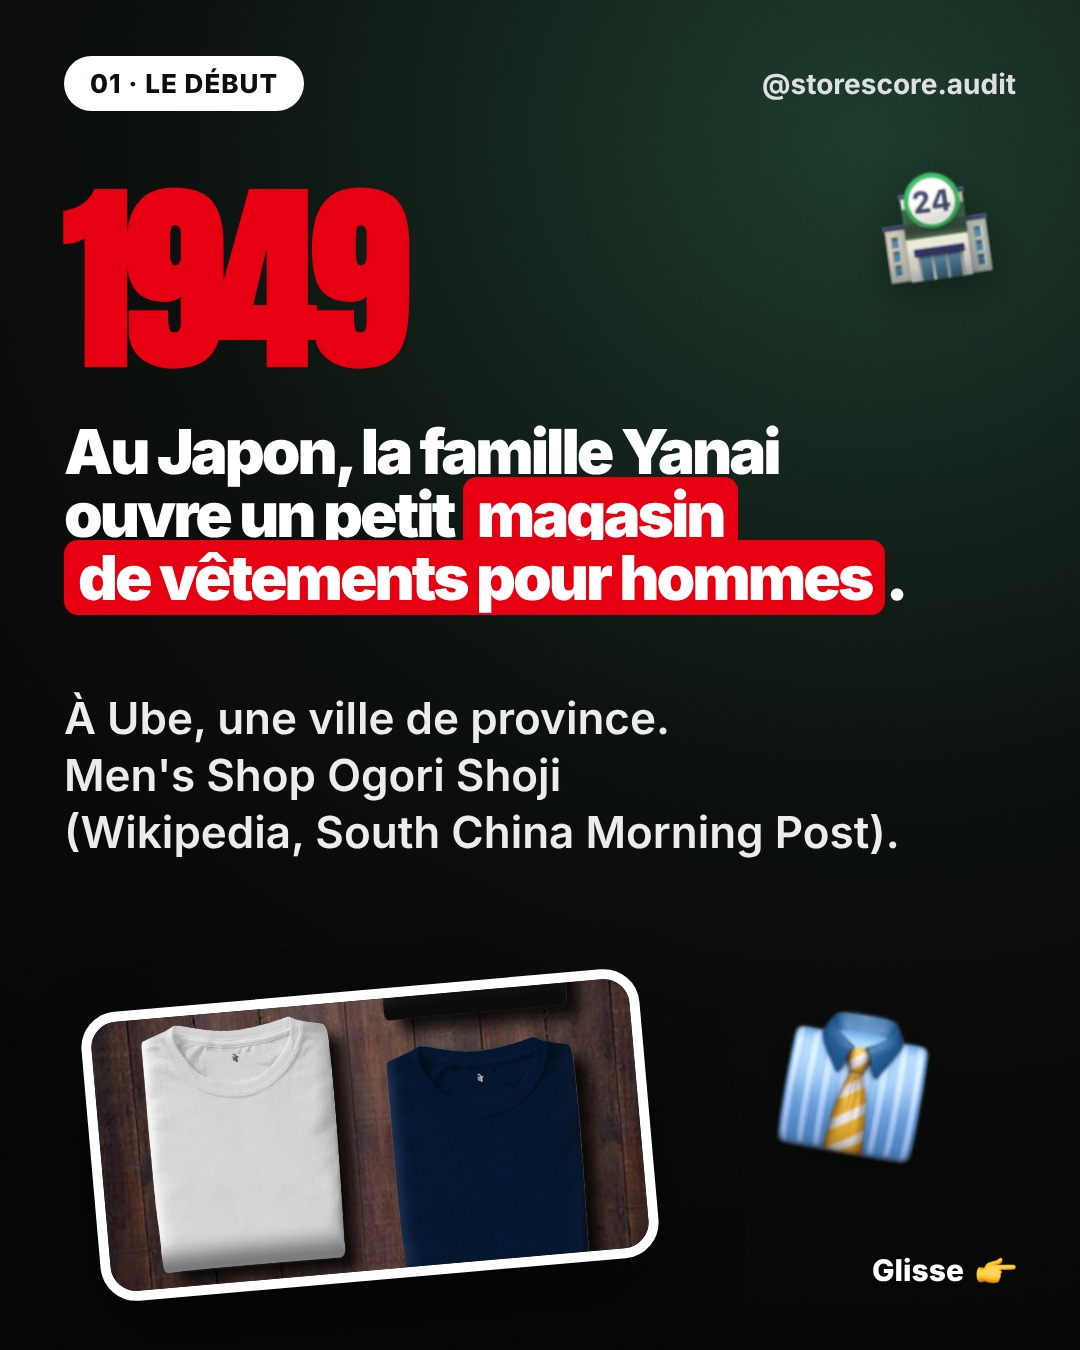 01 · LE DÉBUT
@storescore.audit
24
1949
Au Japon, la famille Yanai
ouvre un petit magasin
de vêtements pour hommes.
À Ube, une ville de province.
Men's Shop Ogori Shoji
(Wikipedia, South China Morning Post).
Glisse